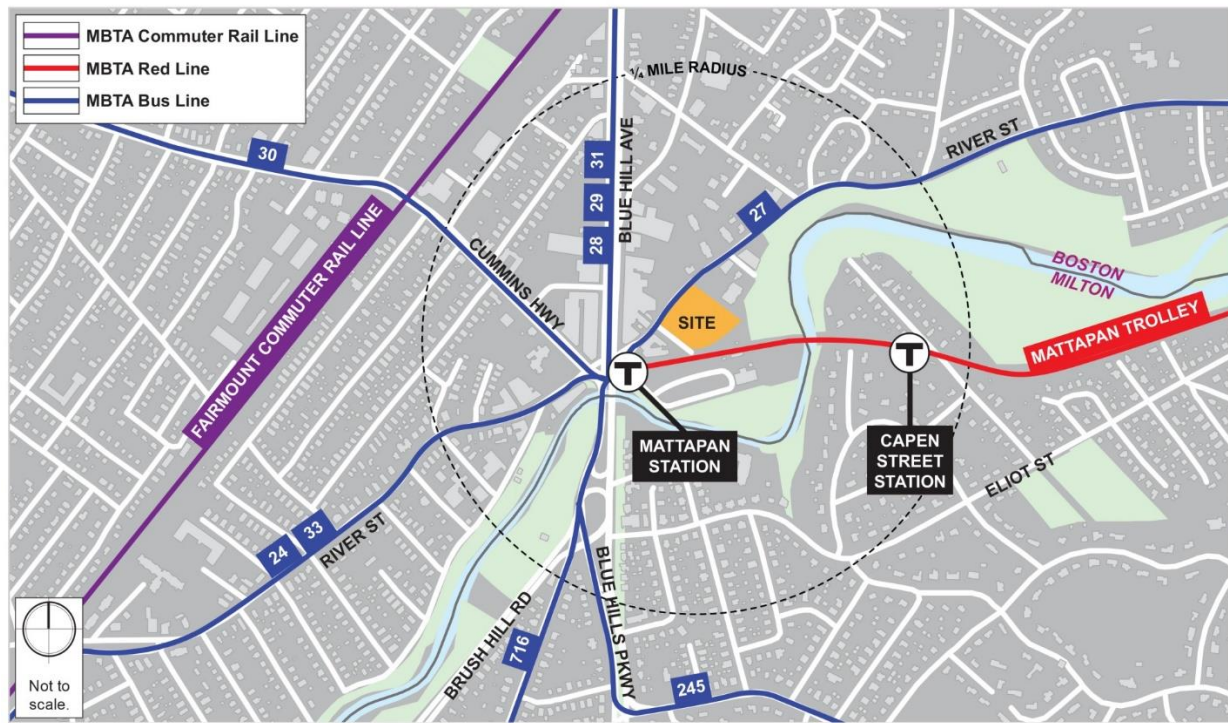 MBTA Commuter Rail Line
MBTA Red Line
MBTA Bus Line
¼ MILE RADIUS
30
31
29
28
BLUE HILL AVE
RIVER ST
27
FAIRMOUNT COMMUTER RAIL LINE
CUMMINS HWY
BOSTON
MILTON
SITE
MATTAPAN TROLLEY
T
T
MATTAPAN
STATION
CAPEN
STREET
STATION
ELIOT ST
24
33
RIVER ST
BRUSH HILL RD
716
BLUE HILLS PKWY
245
Not to
scale.